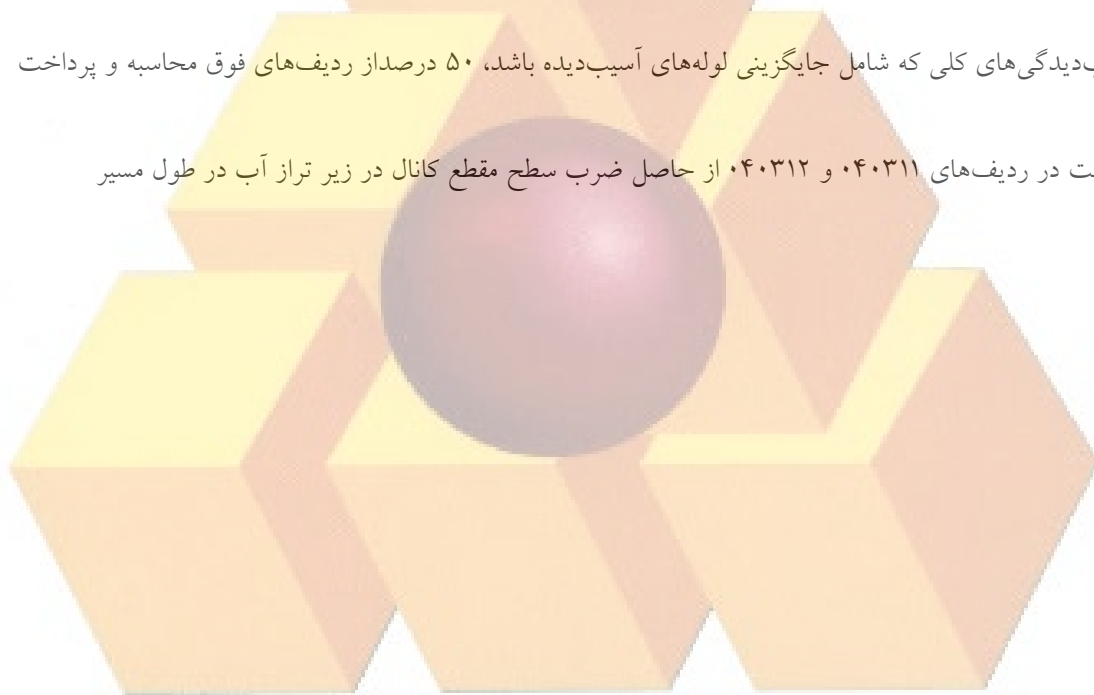 ب‌دیدگی‌های کلی که شامل جایگزینی لوله‌های آسیب‌دیده باشد، ۵۰ درصداز ردیف‌های فوق محاسبه و پرداخت
ت در ردیف‌های ۰۴۰۳۱۱ و ۰۴۰۳۱۲ از حاصل ضرب سطح مقطع کانال در زیر تراز آب در طول مسیر